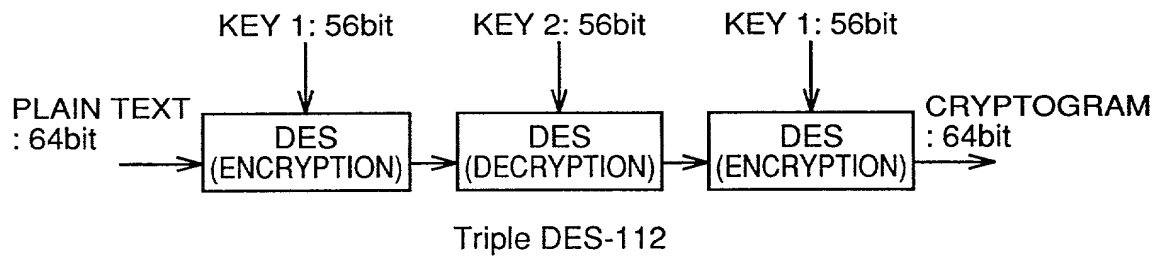 KEY 1: 56bit
KEY 2: 56bit
KEY 1: 56bit
PLAIN TEXT
: 64bit
DES
(ENCRYPTION)
DES
(DECRYPTION)
DES
(ENCRYPTION)
CRYPTOGRAM
: 64bit
Triple DES-112